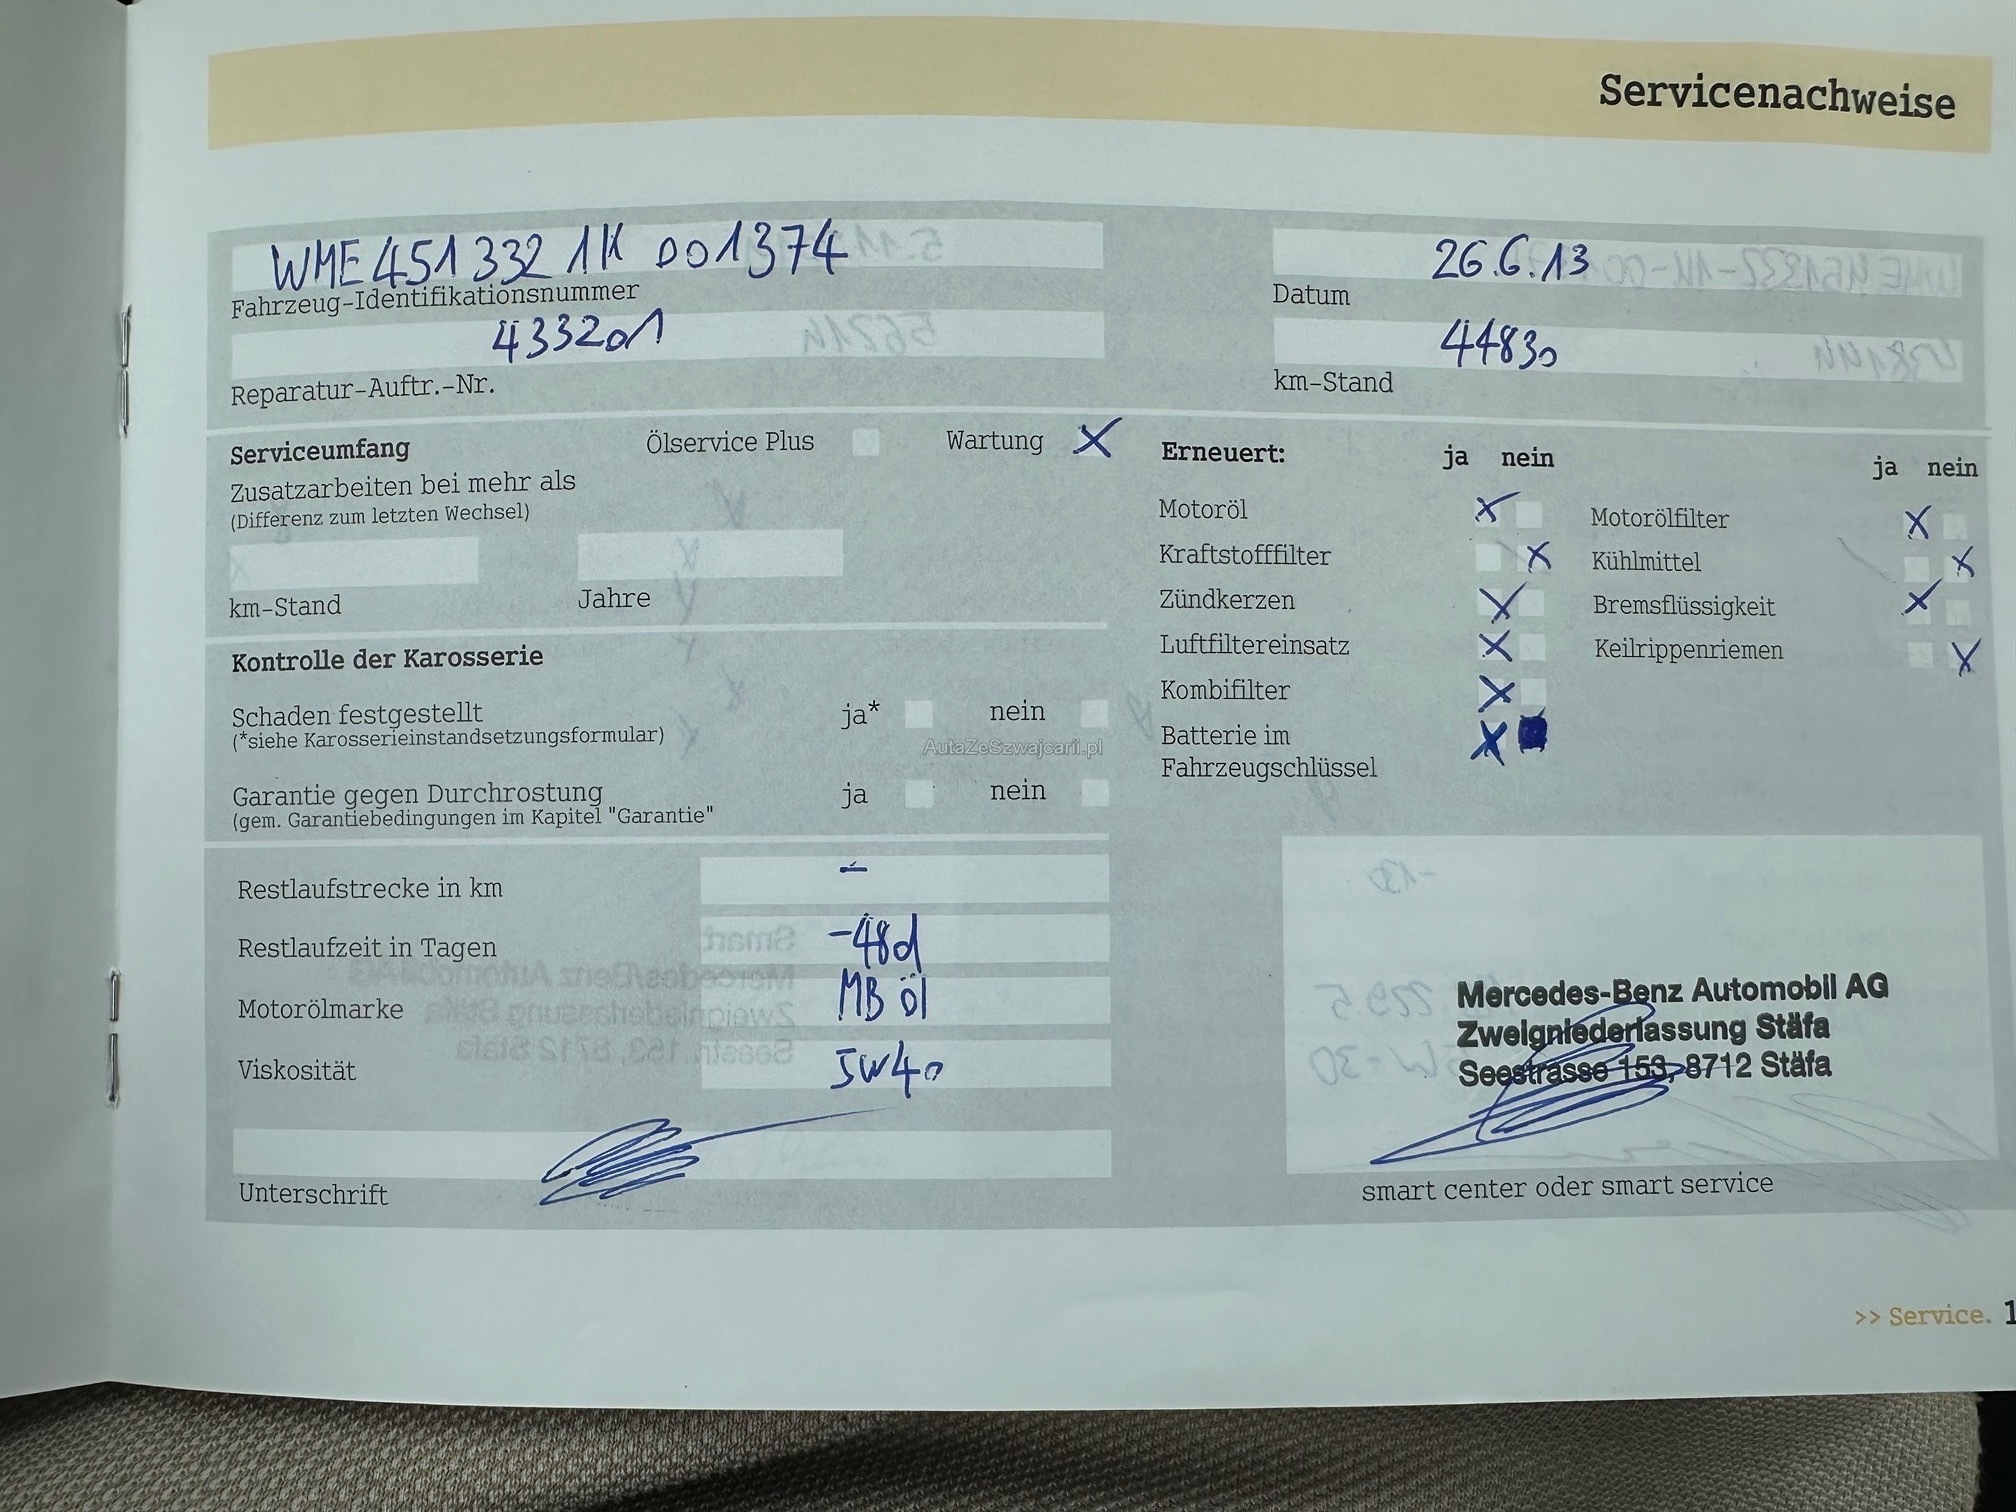 Servicenachweise
WME 451 332 1K 001374
Fahrzeug-Identifikationsnummer
26.6.13
Datum
433201
Reparatur-Auftr.-Nr.
44830
km-Stand
Serviceumfang
Ölservice Plus
Wartung X
Zusatzarbeiten bei mehr als
(Differenz zum letzten Wechsel)
km-Stand
Jahre
Kontrolle der Karosserie
Schaden festgestellt
(*siehe Karosserieinstandsetzungsformular)
ja* nein
Garantie gegen Durchrostung
(gem. Garantiebedingungen im Kapitel "Garantie"
ja nein
Erneuert: ja nein
Motoröl X
Kraftstofffilter X
Zündkerzen X
Luftfiltereinsatz X
Kombifilter X
Batterie im X
Fahrzeugschlüssel
ja nein
Motorölfilter X
Kühlmittel X
Bremsflüssigkeit X
Keilrippenriemen X
AutaZeSzwajcarii.pl
Restlaufstrecke in km –
Restlaufzeit in Tagen -48d
Motorölmarke MB Öl
Viskosität 5W40
Unterschrift
Mercedes-Benz Automobil AG
Zweigniederlassung Stäfa
Seestrasse 153, 8712 Stäfa
smart center oder smart service
>> Service. 1